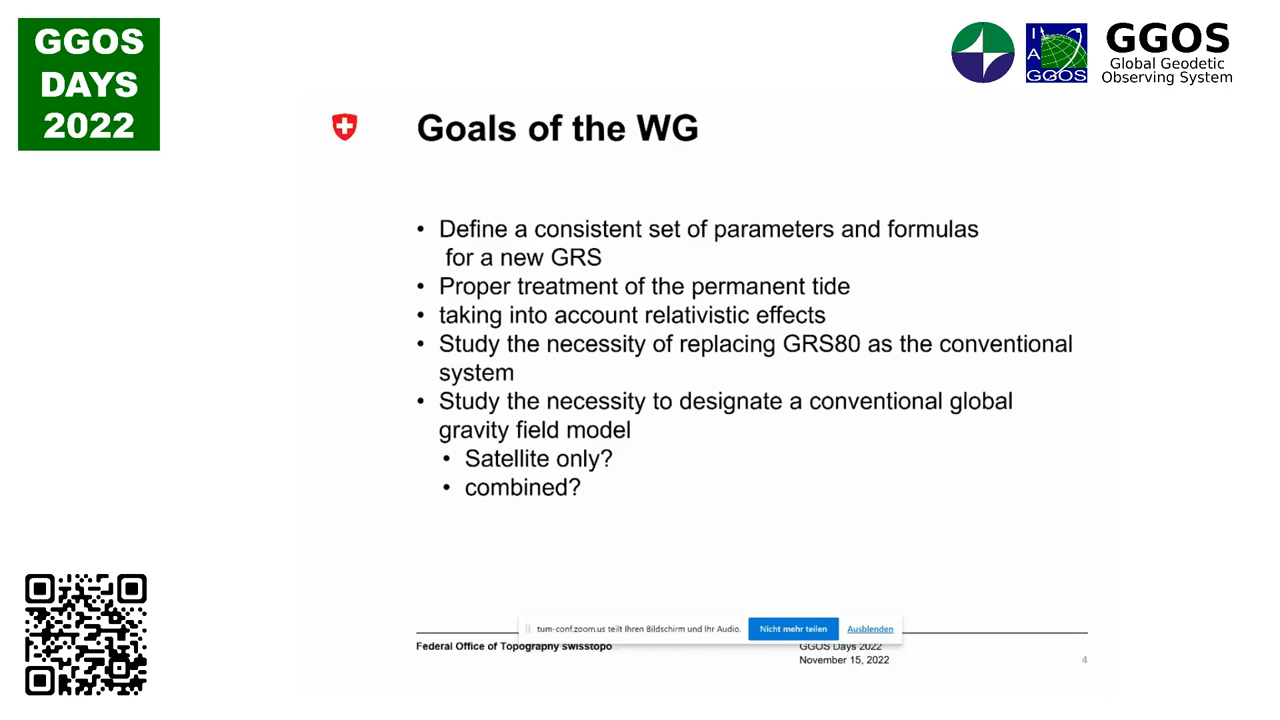 GGOS
DAYS
2022
I
A
GGOS
GGOS
Global Geodetic
Observing System
Goals of the WG
• Define a consistent set of parameters and formulas
for a new GRS
• Proper treatment of the permanent tide
• taking into account relativistic effects
• Study the necessity of replacing GRS80 as the conventional
system
• Study the necessity to designate a conventional global
gravity field model
• Satellite only?
• combined?
tum-conf.zoom.us teilt Ihren Bildschirm und Ihr Audio. Nicht mehr teilen Ausblenden
Federal Office of Topography swisstopo
GGOS Days 2022
November 15, 2022
4